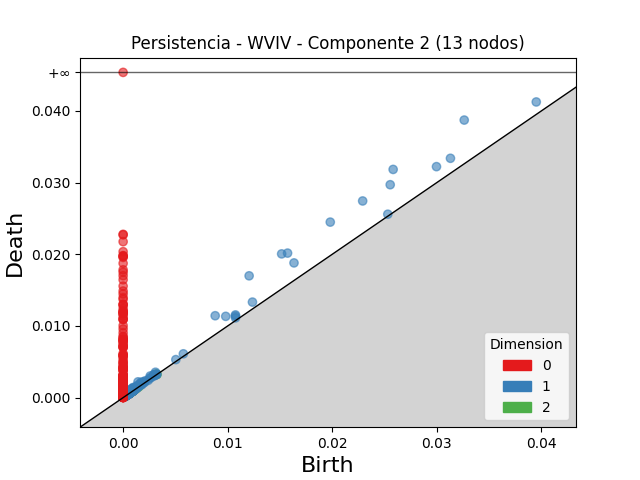 Persistencia - WVIV - Componente 2 (13 nodos)
+∞
0.040
0.030
0.020
0.010
0.000
Death
Dimension
0
1
2
0.00 0.01 0.02 0.03 0.04
Birth